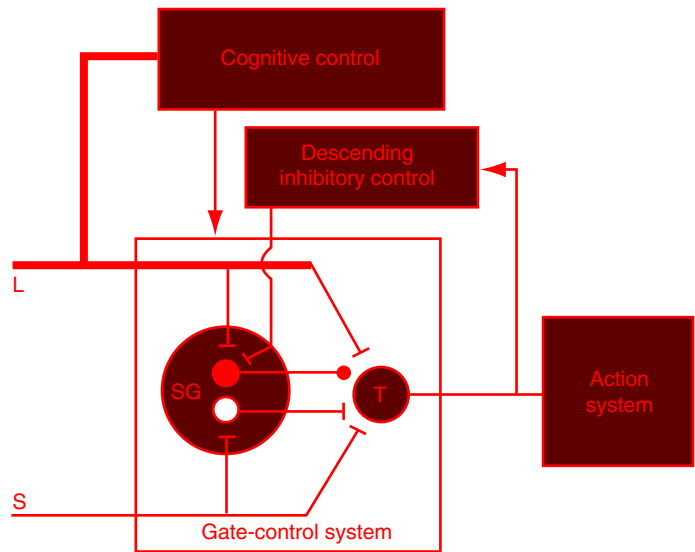 Cognitive control
Descending
inhibitory control
L
SG
T
Action
system
S
Gate-control system